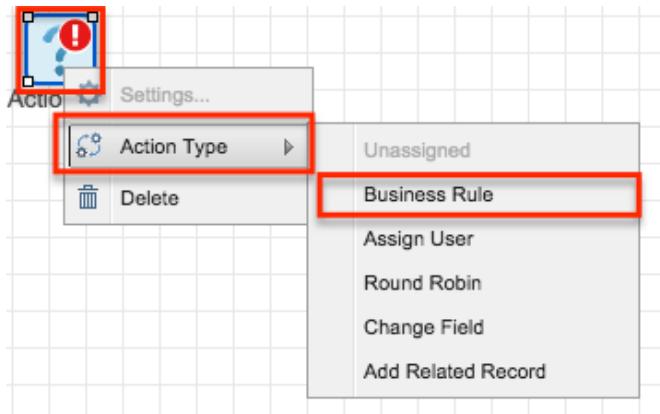 Actio
Settings...
Action Type
Unassigned
Delete
Business Rule
Assign User
Round Robin
Change Field
Add Related Record